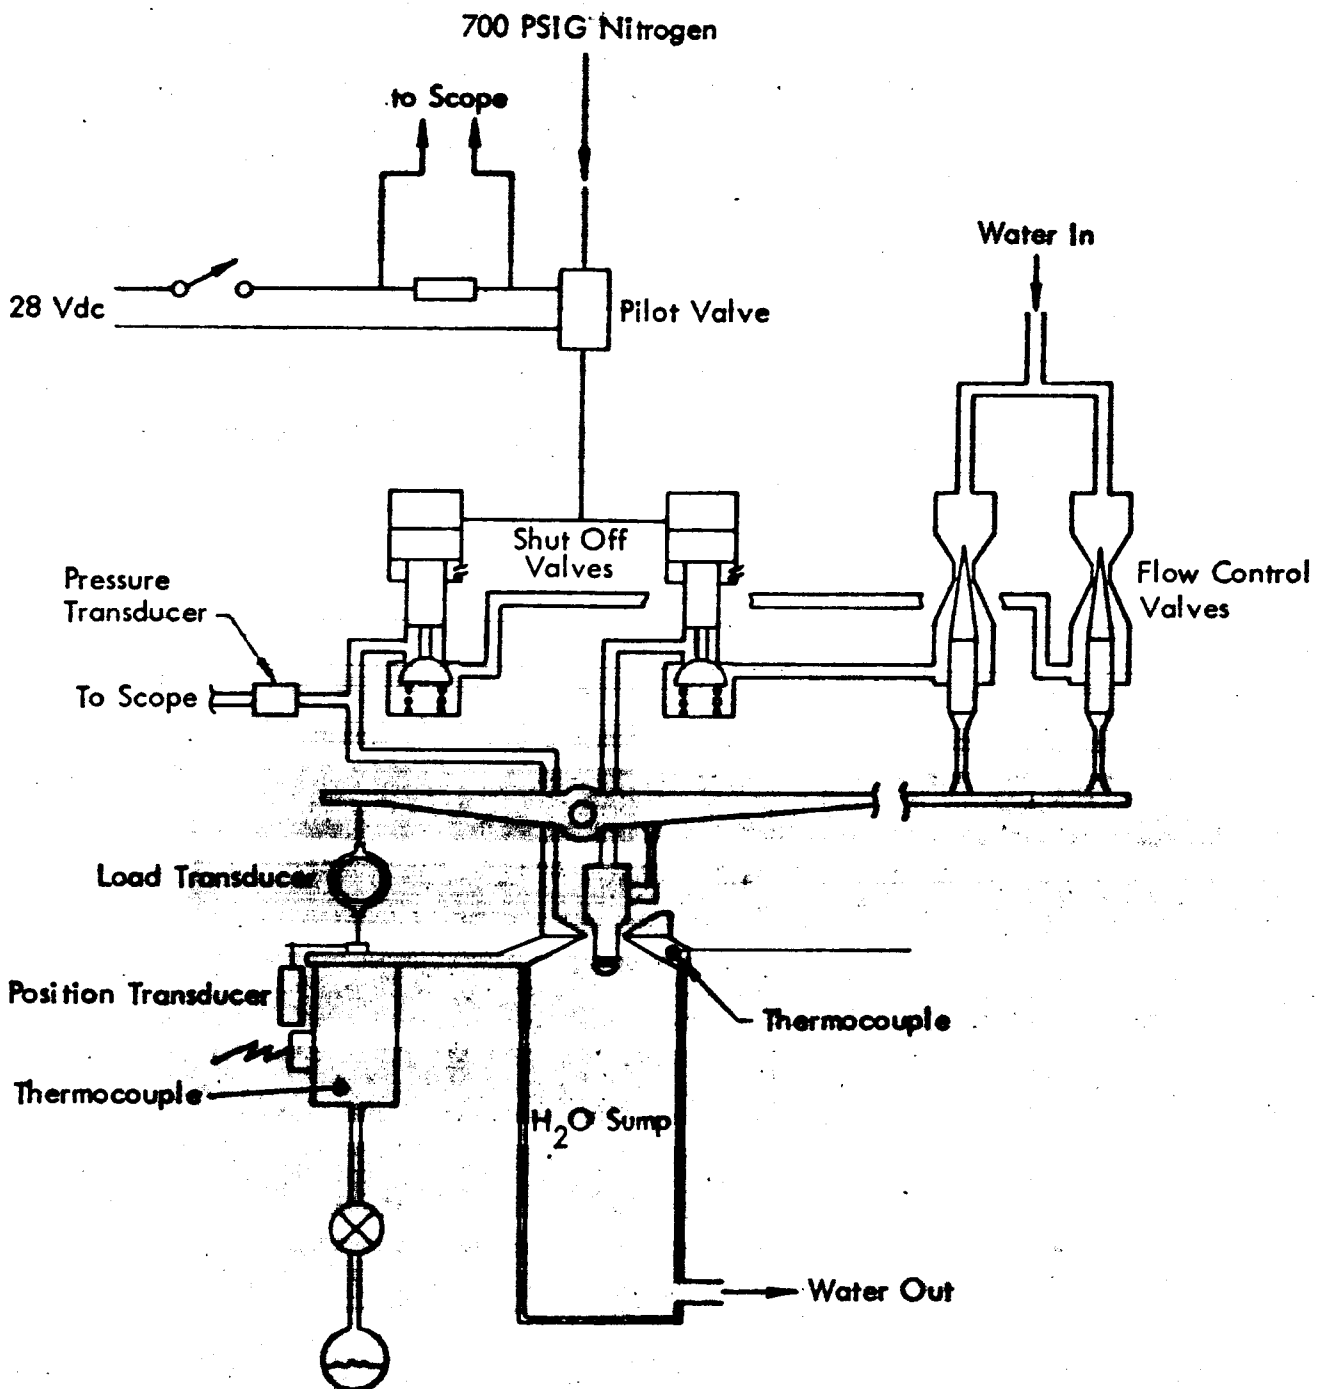 700 PSIG Nitrogen
to Scope
Water In
28 Vdc
Pilot Valve
Shut Off
Valves
Pressure
Transducer
Flow Control
Valves
To Scope
Load Transducer
Position Transducer
Thermocouple
Thermocouple
H₂O Sump
Water Out